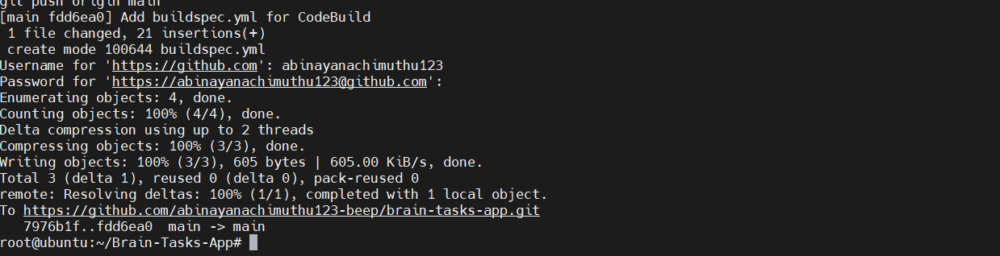 git push origin main
[main fdd6ea0] Add buildspec.yml for CodeBuild
 1 file changed, 21 insertions(+)
 create mode 100644 buildspec.yml
Username for 'https://github.com': abinayanachimuthu123
Password for 'https://abinayanachimuthu123@github.com':
Enumerating objects: 4, done.
Counting objects: 100% (4/4), done.
Delta compression using up to 2 threads
Compressing objects: 100% (3/3), done.
Writing objects: 100% (3/3), 605 bytes | 605.00 KiB/s, done.
Total 3 (delta 1), reused 0 (delta 0), pack-reused 0
remote: Resolving deltas: 100% (1/1), completed with 1 local object.
To https://github.com/abinayanachimuthu123-beep/brain-tasks-app.git
   7976b1f..fdd6ea0  main -> main
root@ubuntu:~/Brain-Tasks-App#